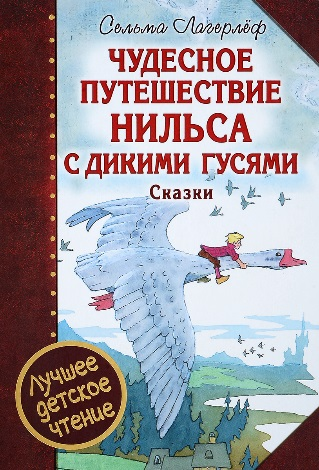 Сельма Лагерлёф
ЧУДЕСНОЕ
ПУТЕШЕСТВИЕ
НИЛЬСА
С ДИКИМИ ГУСЯМИ
Сказки
Лучшее
детское
чтение